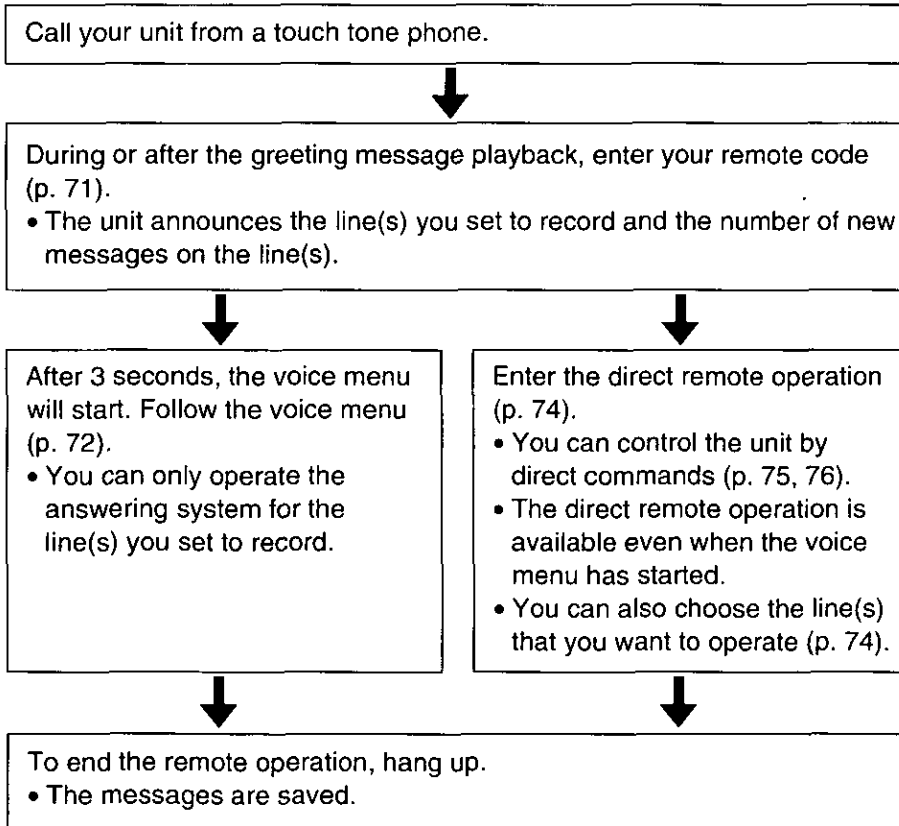 Call your unit from a touch tone phone.
During or after the greeting message playback, enter your remote code
(p. 71).
• The unit announces the line(s) you set to record and the number of new
messages on the line(s).
After 3 seconds, the voice menu
will start. Follow the voice menu
(p. 72).
• You can only operate the
answering system for the
line(s) you set to record.
Enter the direct remote operation
(p. 74).
• You can control the unit by
direct commands (p. 75, 76).
• The direct remote operation is
available even when the voice
menu has started.
• You can also choose the line(s)
that you want to operate (p. 74).
To end the remote operation, hang up.
• The messages are saved.